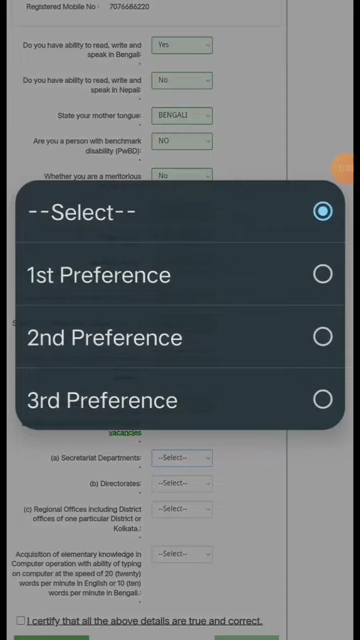 Registered Mobile No : 7076686220
Do you have ability to read, write and speak in Bengali: Yes
Do you have ability to read, write and speak in Nepali: No
State your mother tongue: BENGALI
Are you a person with benchmark disability (PwBD): NO
Whether you are a meritorious No
--Select--
1st Preference
2nd Preference
3rd Preference
vacancies
(a) Secretariat Departments: --Select--
(b) Directorates: --Select--
(c) Regional Offices including District offices of one particular District or Kolkata.: --Select--
Acquisition of elementary knowledge in Computer operation with ability of typing on computer at the speed of 20 (twenty) words per minute in English or 10 (ten) words per minute in Bengali.: --Select--
I certify that all the above details are true and correct.